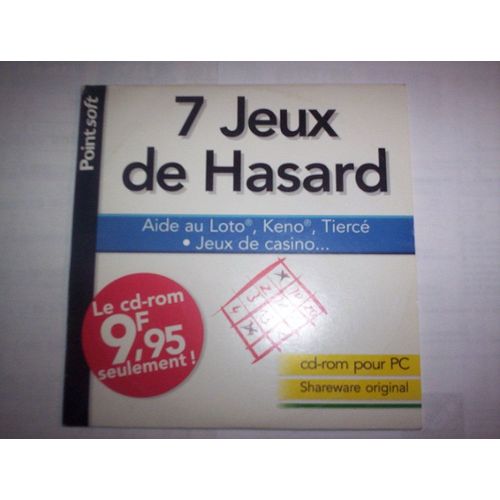 Point soft
7 Jeux
de Hasard
Aide au Loto®, Keno®, Tiercé
• Jeux de casino...
Le cd-rom
9F,95
seulement !
cd-rom pour PC
Shareware original